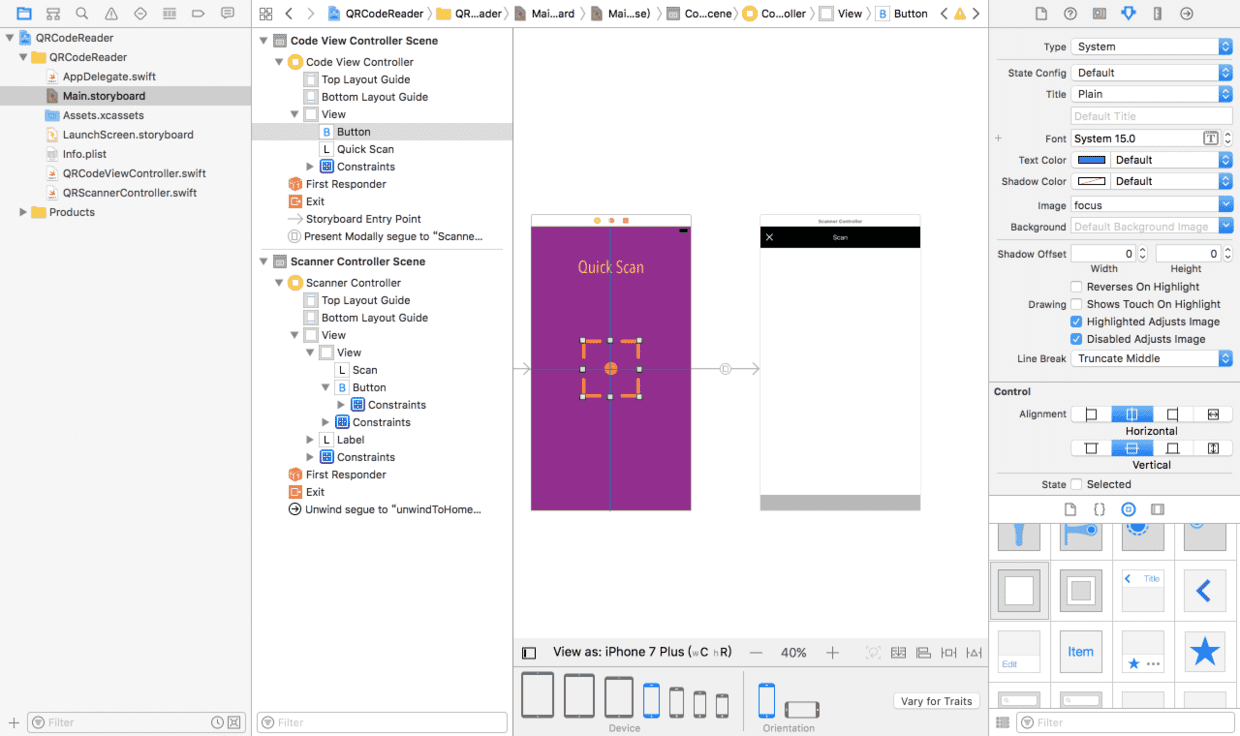 QRCodeReader
QR...ader
Mai...ard
Mai...se)
Co...cene
Co...oller
View
B Button
QRCodeReader
QRCodeReader
AppDelegate.swift
Main.storyboard
Assets.xcassets
LaunchScreen.storyboard
Info.plist
QRCodeViewController.swift
QRScannerController.swift
Products
Filter
Code View Controller Scene
Code View Controller
Top Layout Guide
Bottom Layout Guide
View
B Button
L Quick Scan
Constraints
First Responder
Exit
Storyboard Entry Point
Present Modally segue to “Scanne...
Scanner Controller Scene
Scanner Controller
Top Layout Guide
Bottom Layout Guide
View
View
L Scan
B Button
Constraints
Constraints
L Label
Constraints
First Responder
Exit
Unwind segue to “unwindToHome...
Filter
Quick Scan
Scanner Controller
Scan
View as: iPhone 7 Plus (wC hR)
40%
Device
Orientation
Vary for Traits
Type System
State Config Default
Title Plain
Default Title
Font System 15.0 T
Text Color Default
Shadow Color Default
Image focus
Background Default Background Image
Shadow Offset 0 0
Width Height
Reverses On Highlight
Drawing Shows Touch On Highlight
Highlighted Adjusts Image
Disabled Adjusts Image
Line Break Truncate Middle
Control
Alignment
Horizontal
Vertical
State Selected
{}
Title
Edit
Item
Filter